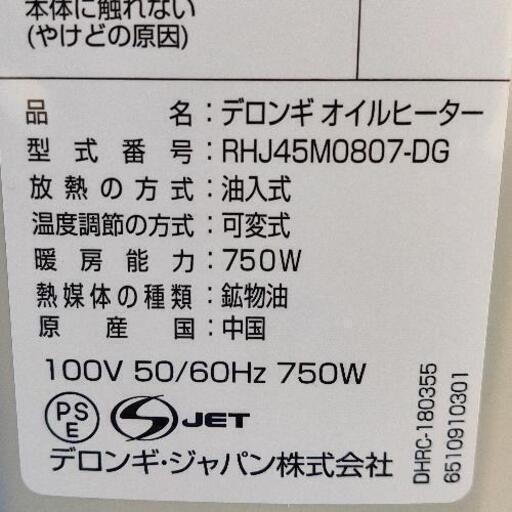 本体に触れない
(やけどの原因)
品名:デロンギ オイルヒーター
型式番号:RHJ45M0807-DG
放熱の方式:油入式
温度調節の方式:可変式
暖房能力:750W
熱媒体の種類:鉱物油
原産国:中国
100V 50/60Hz 750W
PSE
S JET
デロンギ・ジャパン株式会社
DHRC-180355
6510910301